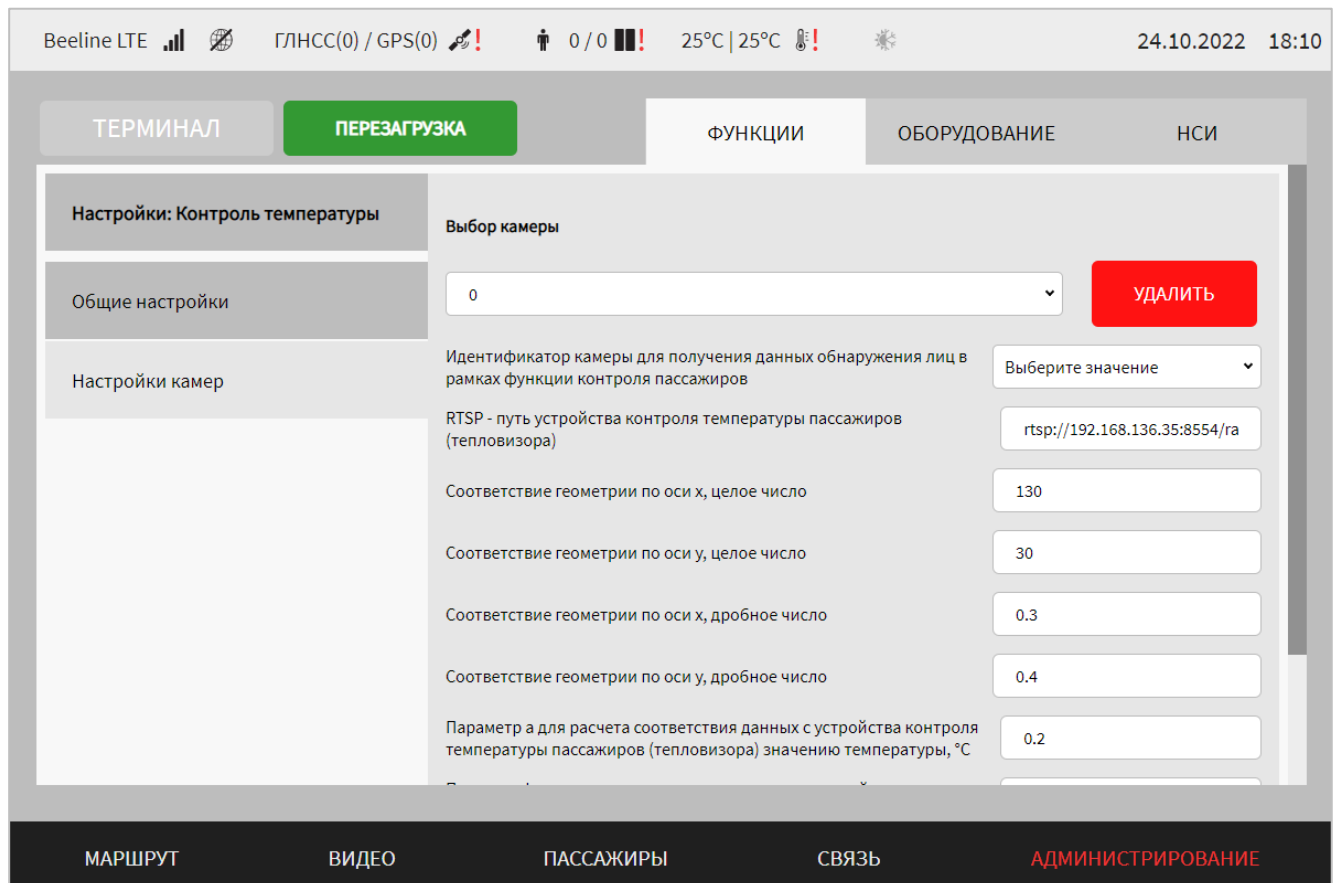 Beeline LTE ГЛНСС(0) / GPS(0) ! 0 / 0 ! 25°C | 25°C ! 24.10.2022 18:10
ТЕРМИНАЛ ПЕРЕЗАГРУЗКА ФУНКЦИИ ОБОРУДОВАНИЕ НСИ
Настройки: Контроль температуры
Общие настройки
Настройки камер
Выбор камеры
0 УДАЛИТЬ
Идентификатор камеры для получения данных обнаружения лиц в
рамках функции контроля пассажиров
Выберите значение
RTSP - путь устройства контроля температуры пассажиров
(тепловизора)
rtsp://192.168.136.35:8554/ra
Соответствие геометрии по оси x, целое число 130
Соответствие геометрии по оси y, целое число 30
Соответствие геометрии по оси x, дробное число 0.3
Соответствие геометрии по оси y, дробное число 0.4
Параметр a для расчета соответствия данных с устройства контроля
температуры пассажиров (тепловизора) значению температуры, °C
0.2
МАРШРУТ ВИДЕО ПАССАЖИРЫ СВЯЗЬ АДМИНИСТРИРОВАНИЕ